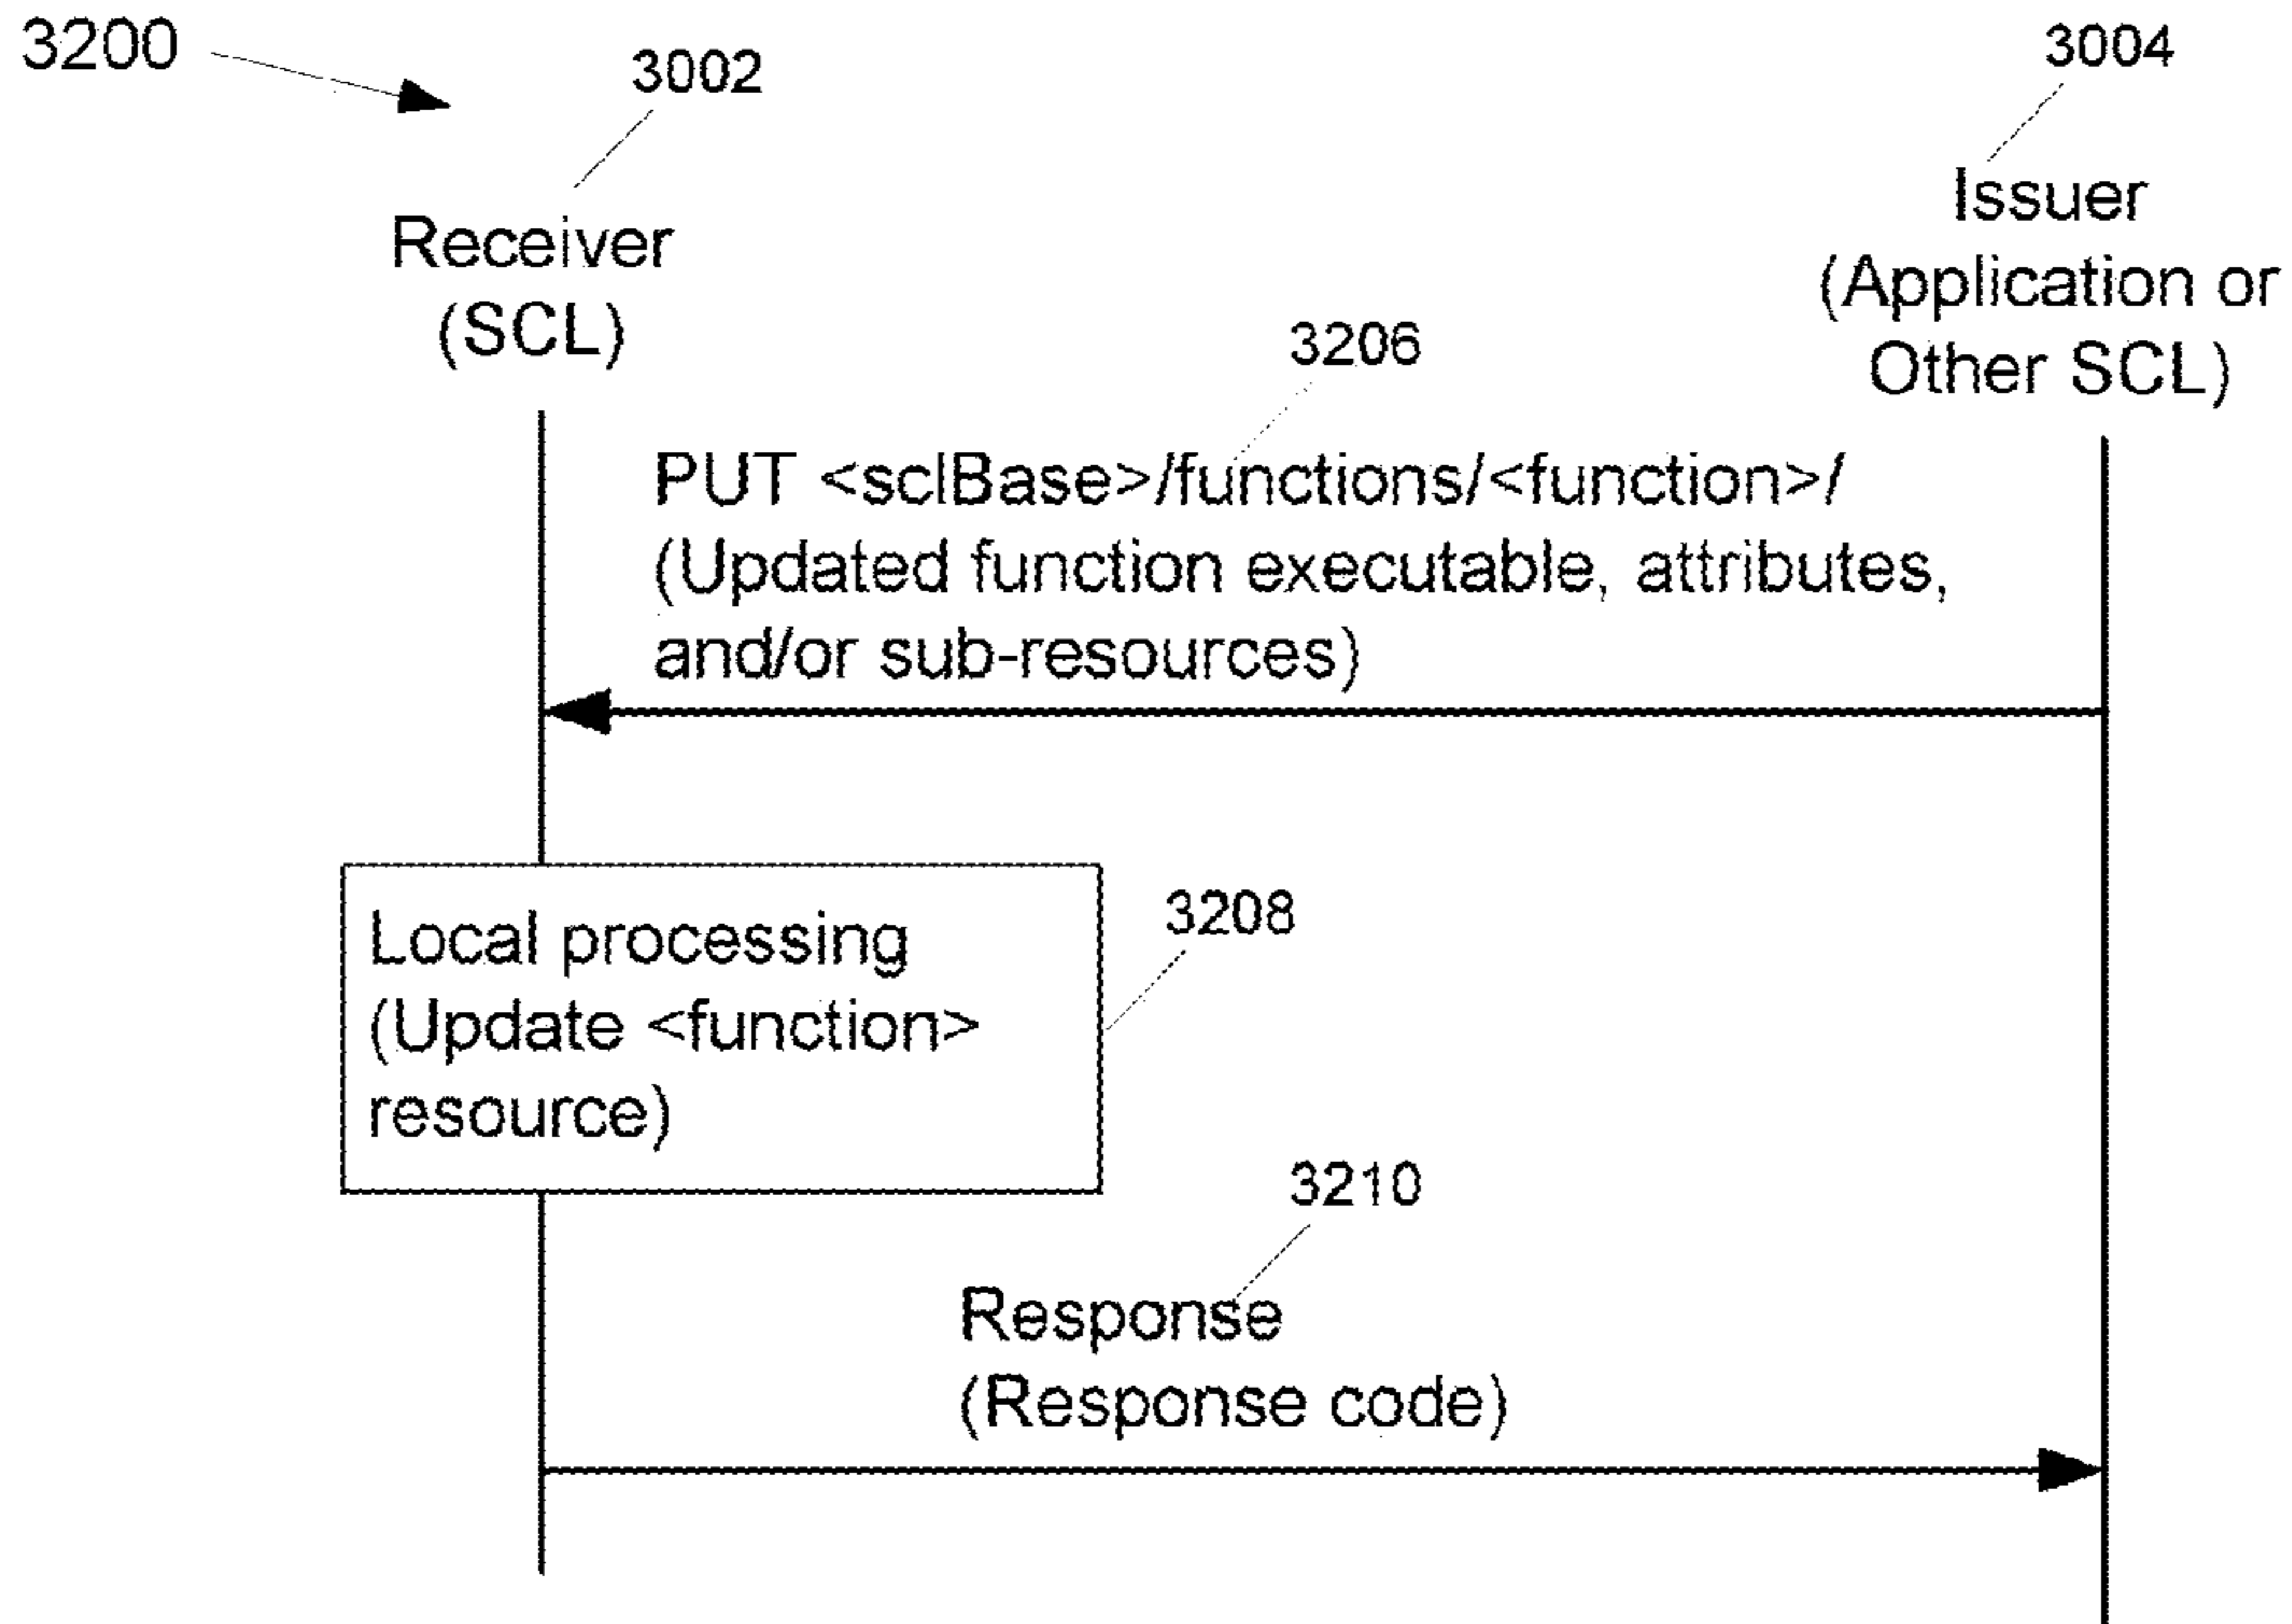 3200
3002
3004
Receiver
(SCL)
Issuer
(Application or
Other SCL)
3206
PUT <sclBase>/functions/<function>/
(Updated function executable, attributes,
and/or sub-resources)
Local processing
(Update <function>
resource)
3208
3210
Response
(Response code)